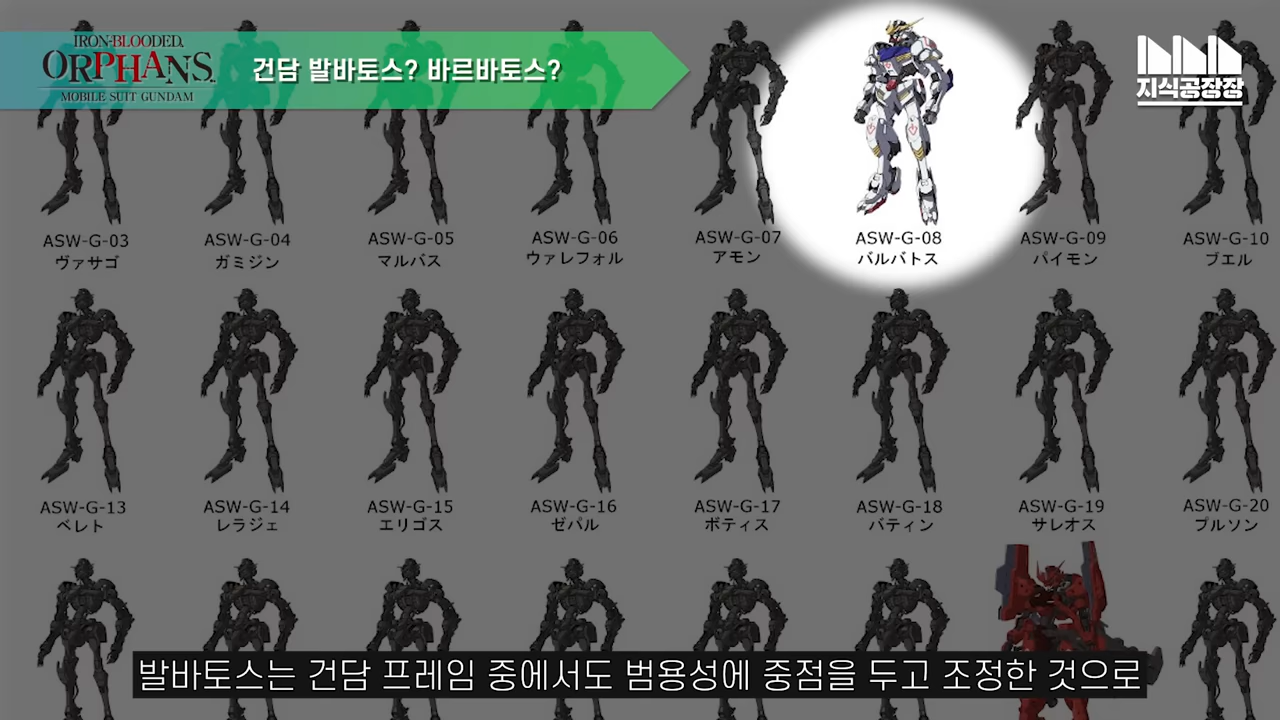 IRON-BLOODED
ORPHANS
MOBILE SUIT GUNDAM
건담 발바토스? 바르바토스?
지식공장장
ASW-G-03 ASW-G-04 ASW-G-05 ASW-G-06 ASW-G-07 ASW-G-08 ASW-G-09 ASW-G-10
ヴァサゴ ガミジン マルバス ウァレフォル アモン バルバトス パイモン ブエル
ASW-G-13 ASW-G-14 ASW-G-15 ASW-G-16 ASW-G-17 ASW-G-18 ASW-G-19 ASW-G-20
ベレト レラジェ エリゴス ゼパル ボティス バティン サレオス プルソン
발바토스는 건담 프레임 중에서도 범용성에 중점을 두고 조정한 것으로